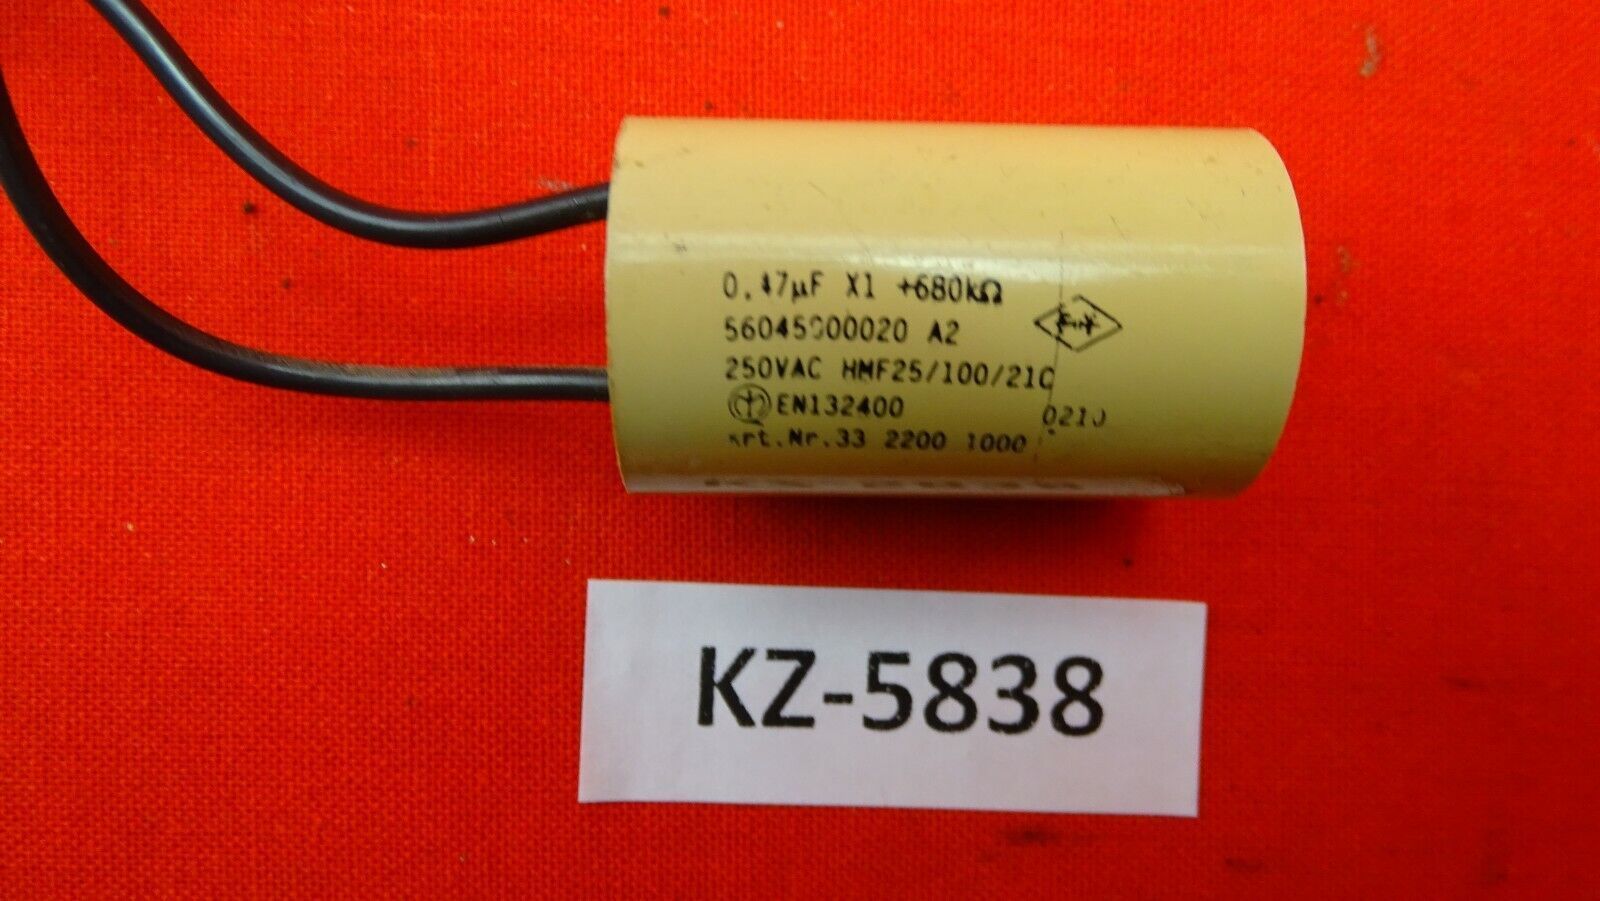 0.47µF X1 +680kΩ
56045000020 A2
250VAC HMF25/100/21C
EN132400
0210
Art.Nr.33 2200 1000
KZ-5838